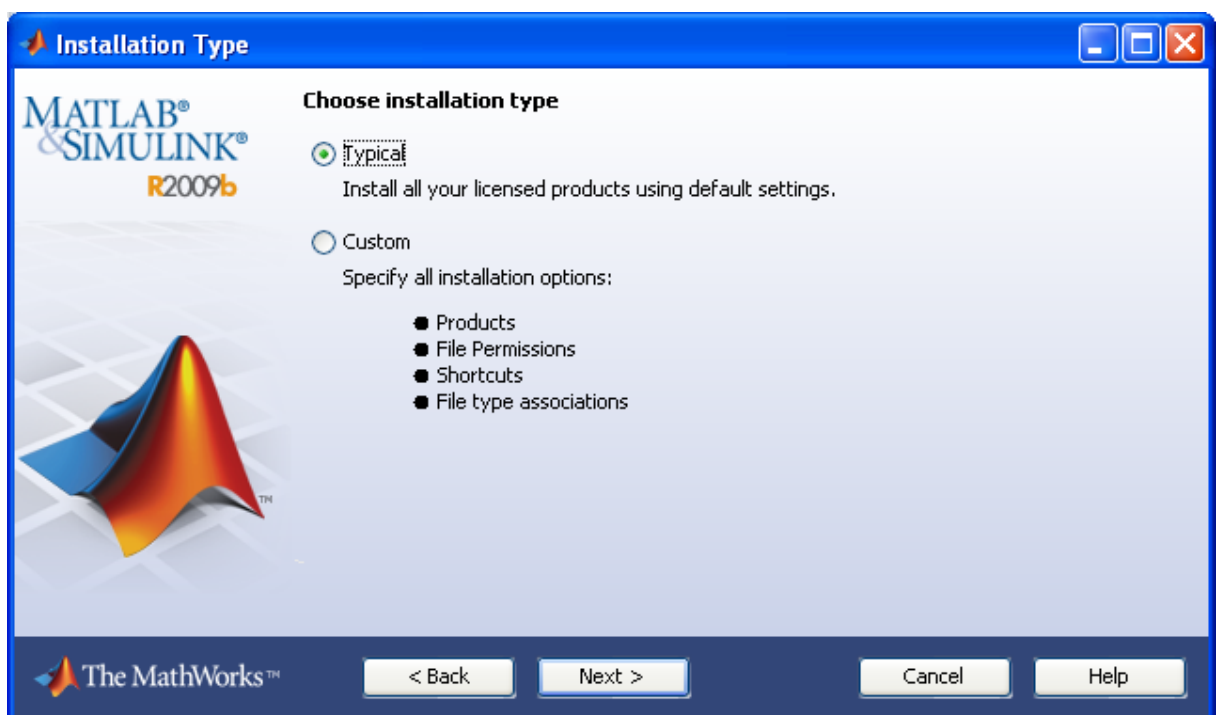 Installation Type
MATLAB®
&SIMULINK®
R2009b
Choose installation type
Typical
Install all your licensed products using default settings.
Custom
Specify all installation options:
● Products
● File Permissions
● Shortcuts
● File type associations
TM
The MathWorks™
< Back
Next >
Cancel
Help